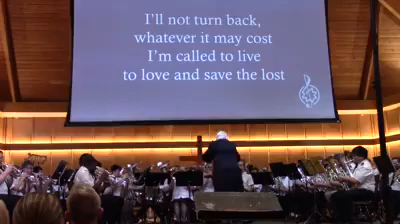 I'll not turn back,
whatever it may cost
I'm called to live
to love and save the lost